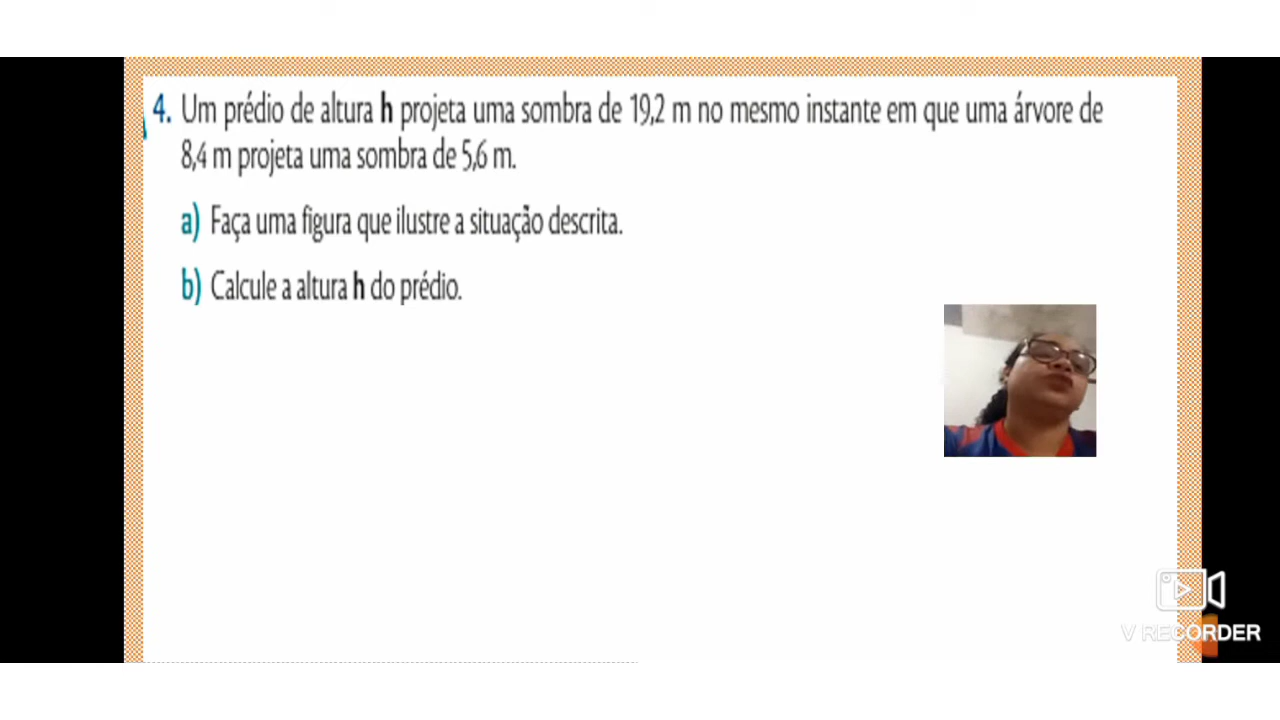 4. Um prédio de altura h projeta uma sombra de 19,2 m no mesmo instante em que uma árvore de
8,4 m projeta uma sombra de 5,6 m.
a) Faça uma figura que ilustre a situação descrita.
b) Calcule a altura h do prédio.
V RECORDER